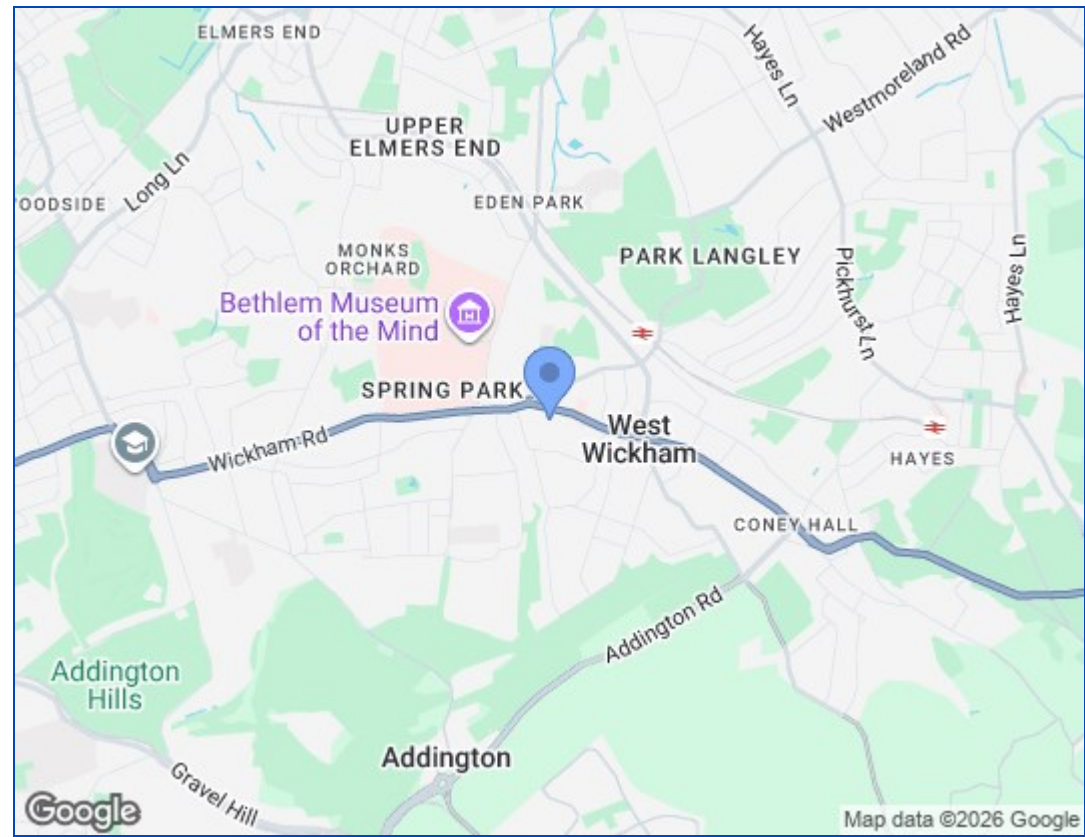 ELMERS END
Hayes Ln
Westmoreland Rd
UPPER
ELMERS END
Long Ln
OODSIDE
EDEN PARK
MONKS
ORCHARD
PARK LANGLEY
Hayes Ln
Pickhurst Ln
Bethlem Museum
of the Mind
SPRING PARK
West
Wickham
Wickham Rd
HAYES
CONEY HALL
Addington Rd
Addington
Hills
Addington
Gravel Hill
Google
Map data ©2026 Google